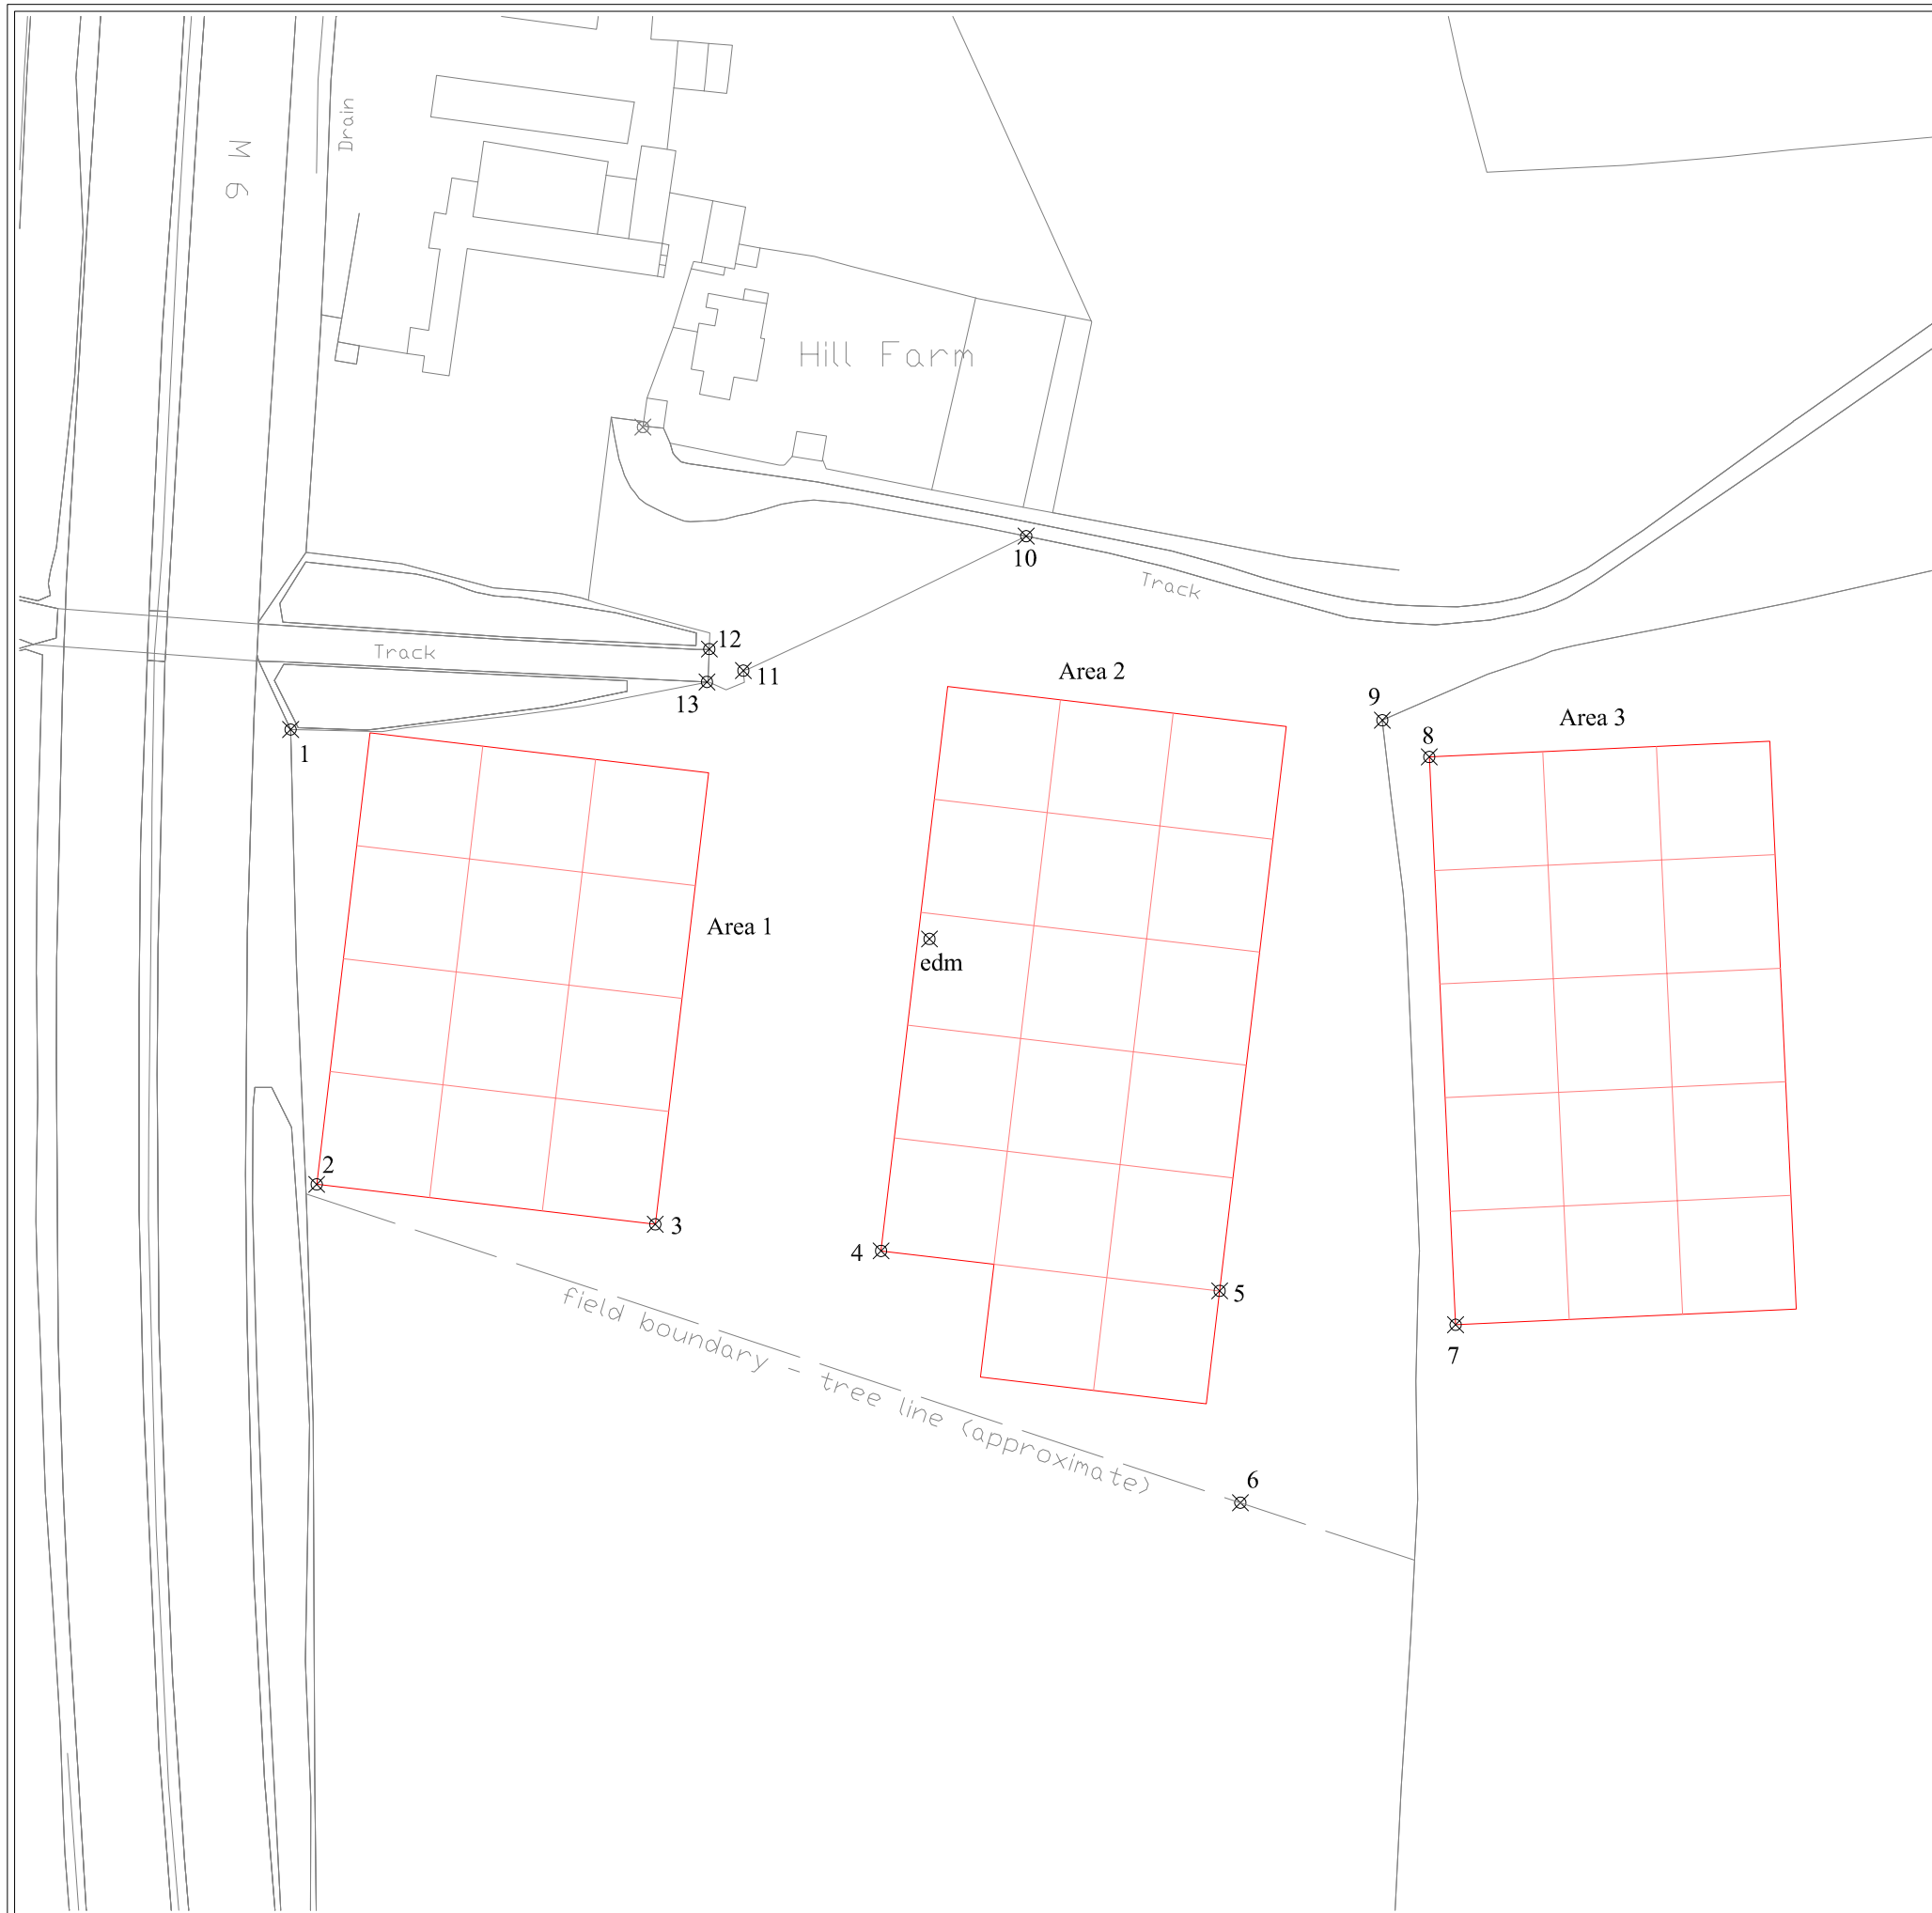 Drain
M 6
Hill Farm
10
Track
12
Track
11
13
Area 2
9
Area 3
8
1
Area 1
edm
2
3
4
5
field boundary - tree line (approximate)
7
6